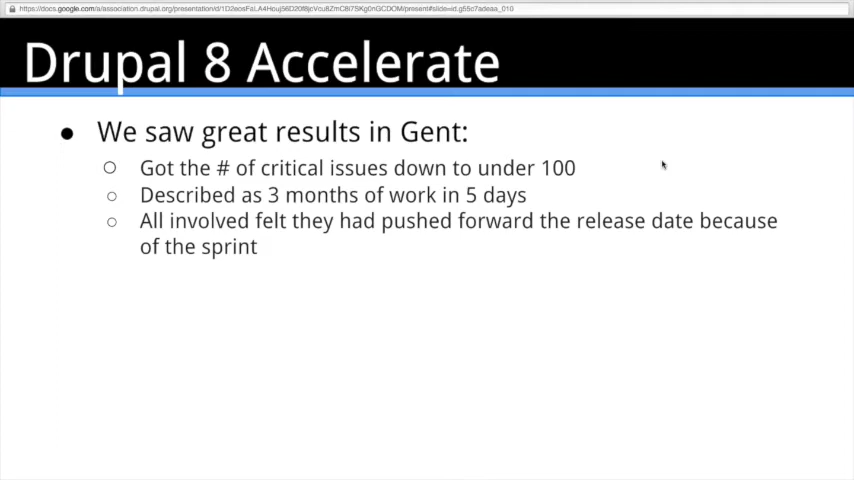 Drupal 8 Accelerate
● We saw great results in Gent:
○ Got the # of critical issues down to under 100
○ Described as 3 months of work in 5 days
○ All involved felt they had pushed forward the release date because
of the sprint